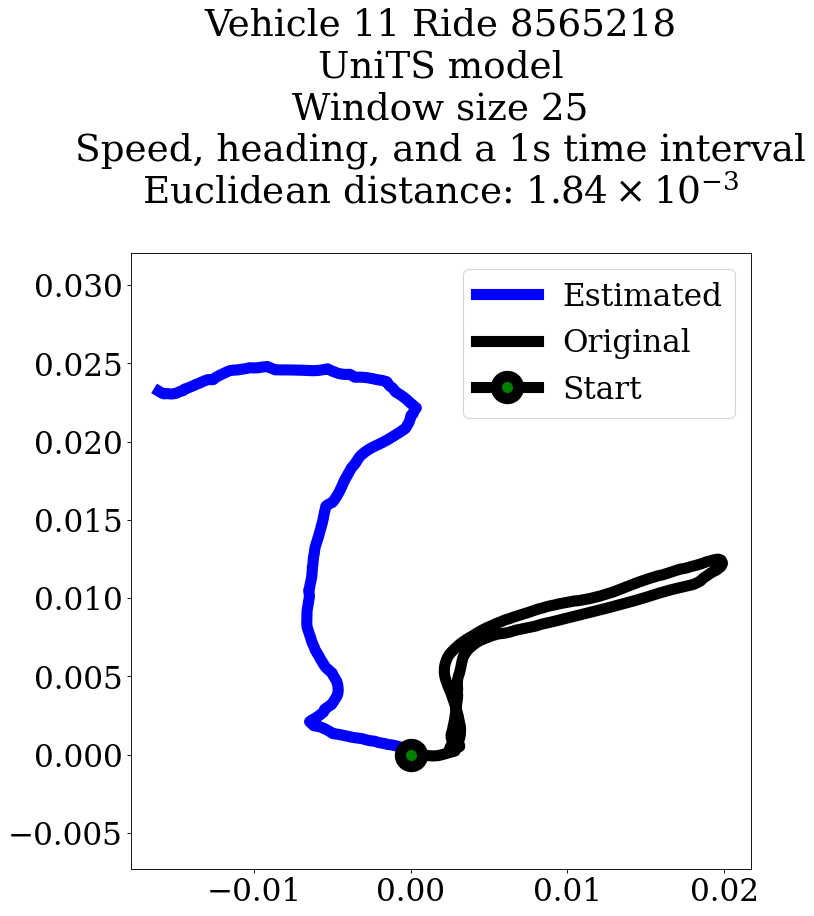 Vehicle 11 Ride 8565218
UniTS model
Window size 25
Speed, heading, and a 1s time interval
Euclidean distance: 1.84 × 10⁻³
Estimated
Original
Start
0.030
0.025
0.020
0.015
0.010
0.005
0.000
−0.005
−0.01
0.00
0.01
0.02